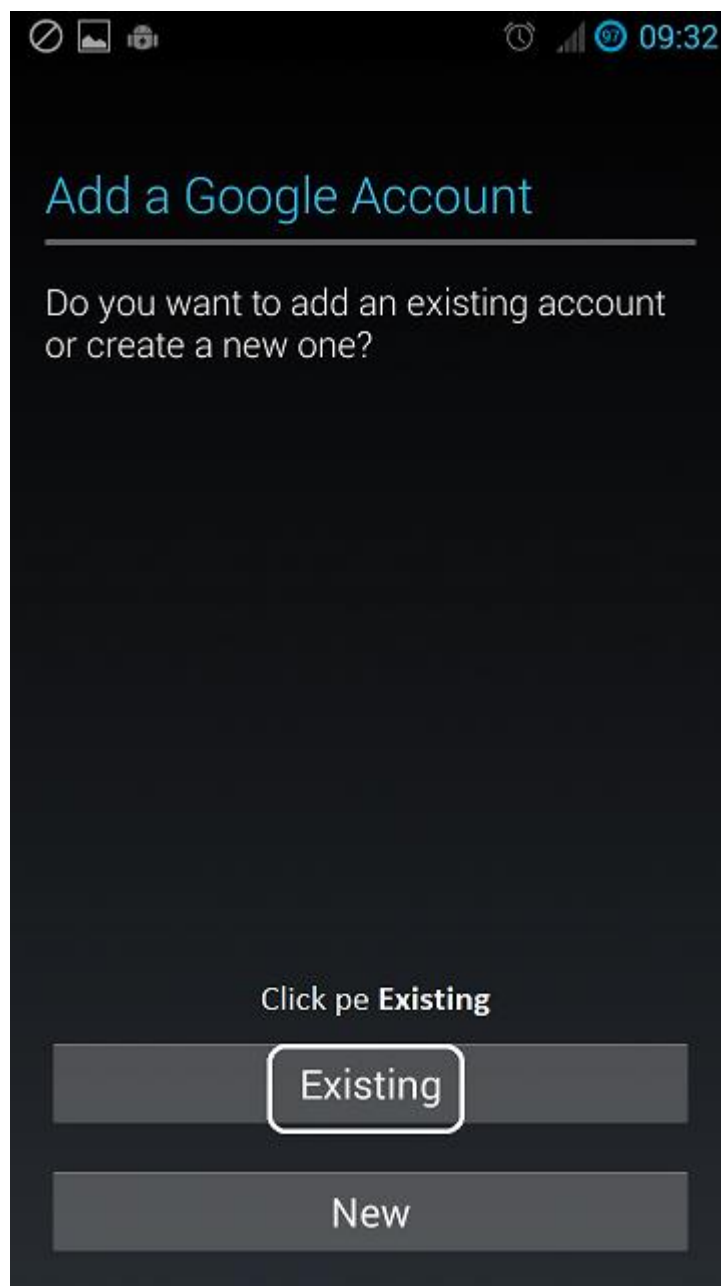 97 09:32
Add a Google Account
Do you want to add an existing account
or create a new one?
Click pe Existing
Existing
New